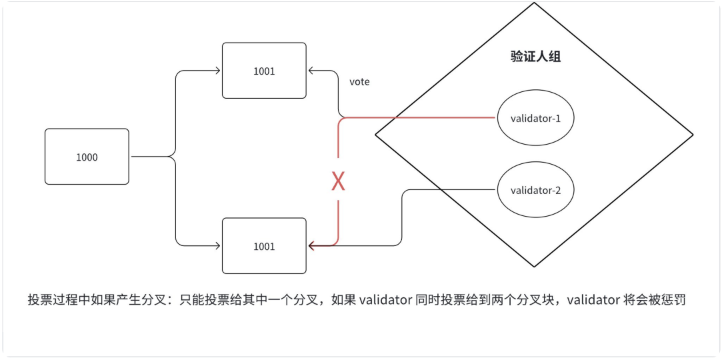 验证人组
1001
vote
validator-1
1000
X
validator-2
1001
投票过程中如果产生分叉：只能投票给其中一个分叉，如果 validator 同时投票给到两个分叉块，validator 将会被惩罚